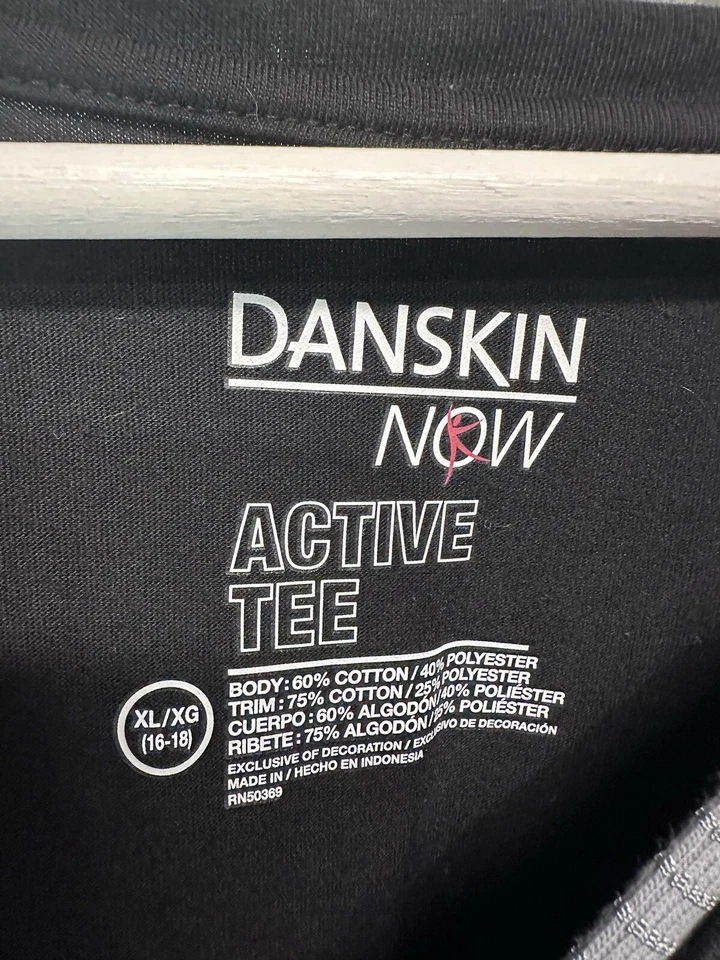 DANSKIN
NOW
ACTIVE
TEE
XL/XG
(16-18)
BODY: 60% COTTON / 40% POLYESTER
TRIM: 75% COTTON / 25% POLYESTER
CUERPO: 60% ALGODÓN/40% POLIÉSTER
RIBETE: 75% ALGODÓN/25% POLIÉSTER
EXCLUSIVE OF DECORATION / EXCLUSIVO DE DECORACIÓN
MADE IN / HECHO EN INDONESIA
RN50369